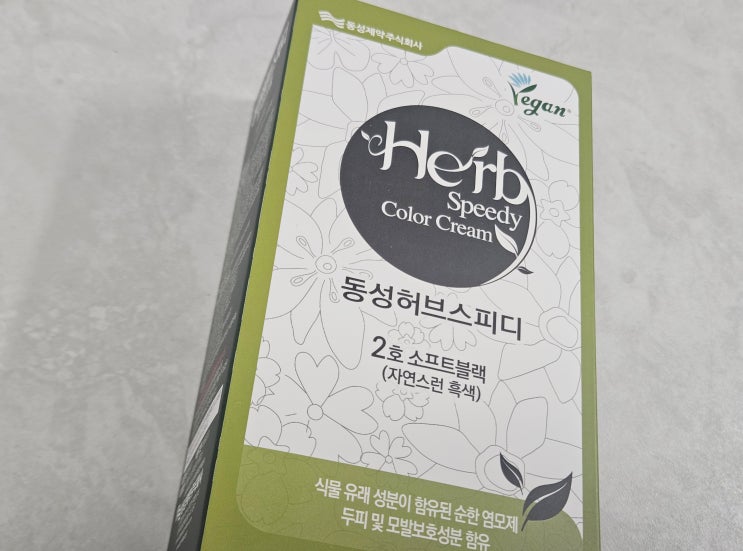 동성제약주식회사
Vegan
Herb
Speedy
Color Cream
동성허브스피디
2호 소프트블랙
(자연스런 흑색)
식물 유래 성분이 함유된 순한 염모제
두피 및 모발보호성분 함유